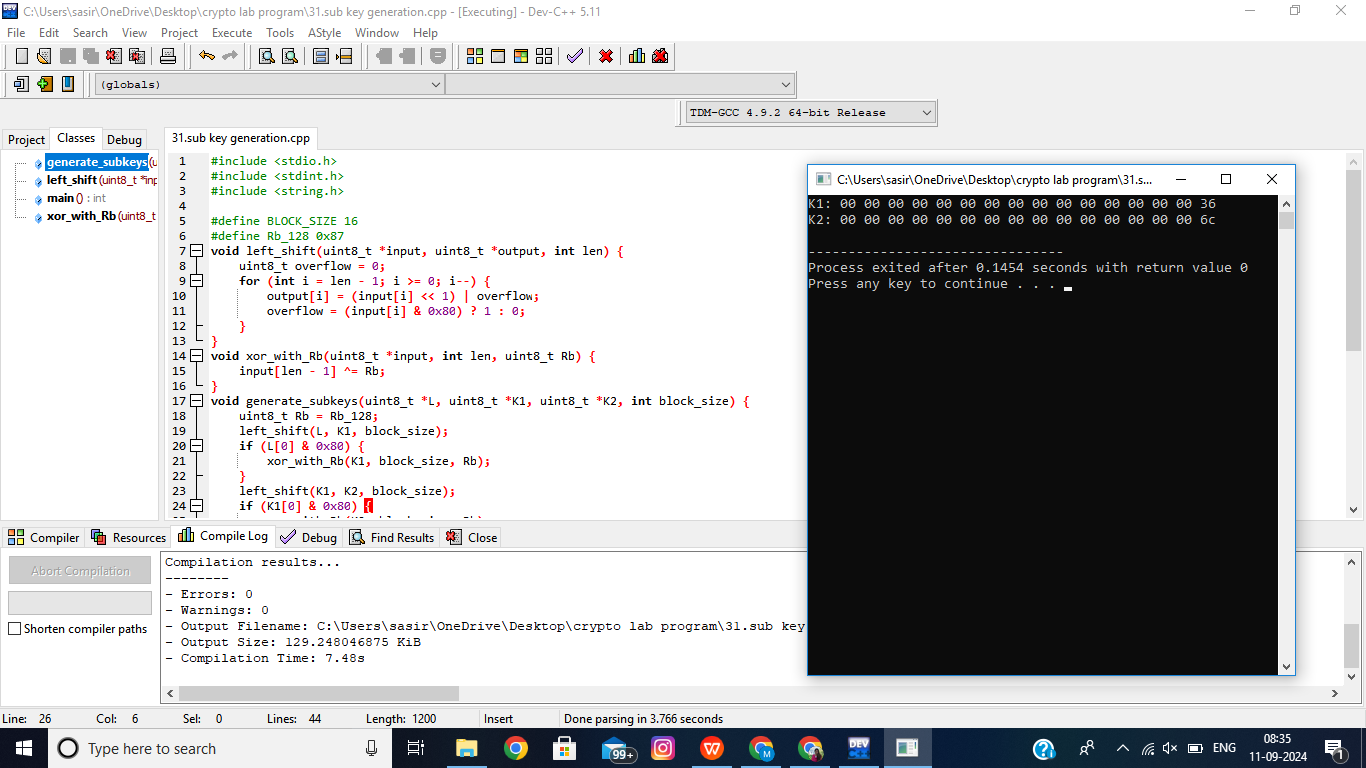 C:\Users\sasir\OneDrive\Desktop\crypto lab program\31.sub key generation.cpp - [Executing] - Dev-C++ 5.11
File Edit Search View Project Execute Tools AStyle Window Help
(globals)
TDM-GCC 4.9.2 64-bit Release
Project Classes Debug
31.sub key generation.cpp
generate_subkeys(u
left_shift (uint8_t *inp
main () : int
xor_with_Rb (uint8_t
1 #include <stdio.h>
2 #include <stdint.h>
3 #include <string.h>
4
5 #define BLOCK_SIZE 16
6 #define Rb_128 0x87
7 void left_shift(uint8_t *input, uint8_t *output, int len) {
8 uint8_t overflow = 0;
9 for (int i = len - 1; i >= 0; i--) {
10 output[i] = (input[i] << 1) | overflow;
11 overflow = (input[i] & 0x80) ? 1 : 0;
12 }
13 }
14 void xor_with_Rb(uint8_t *input, int len, uint8_t Rb) {
15 input[len - 1] ^= Rb;
16 }
17 void generate_subkeys(uint8_t *L, uint8_t *K1, uint8_t *K2, int block_size) {
18 uint8_t Rb = Rb_128;
19 left_shift(L, K1, block_size);
20 if (L[0] & 0x80) {
21 xor_with_Rb(K1, block_size, Rb);
22 }
23 left_shift(K1, K2, block_size);
24 if (K1[0] & 0x80) {
C:\Users\sasir\OneDrive\Desktop\crypto lab program\31.s...
K1: 00 00 00 00 00 00 00 00 00 00 00 00 00 00 00 36
K2: 00 00 00 00 00 00 00 00 00 00 00 00 00 00 00 6c
--------------------------------
Process exited after 0.1454 seconds with return value 0
Press any key to continue . . .
Compiler Resources Compile Log Debug Find Results Close
Abort Compilation
Shorten compiler paths
Compilation results...
--------
- Errors: 0
- Warnings: 0
- Output Filename: C:\Users\sasir\OneDrive\Desktop\crypto lab program\31.sub key
- Output Size: 129.248046875 KiB
- Compilation Time: 7.48s
Line: 26 Col: 6 Sel: 0 Lines: 44 Length: 1200 Insert Done parsing in 3.766 seconds
Type here to search
99+
ENG
08:35
11-09-2024
1